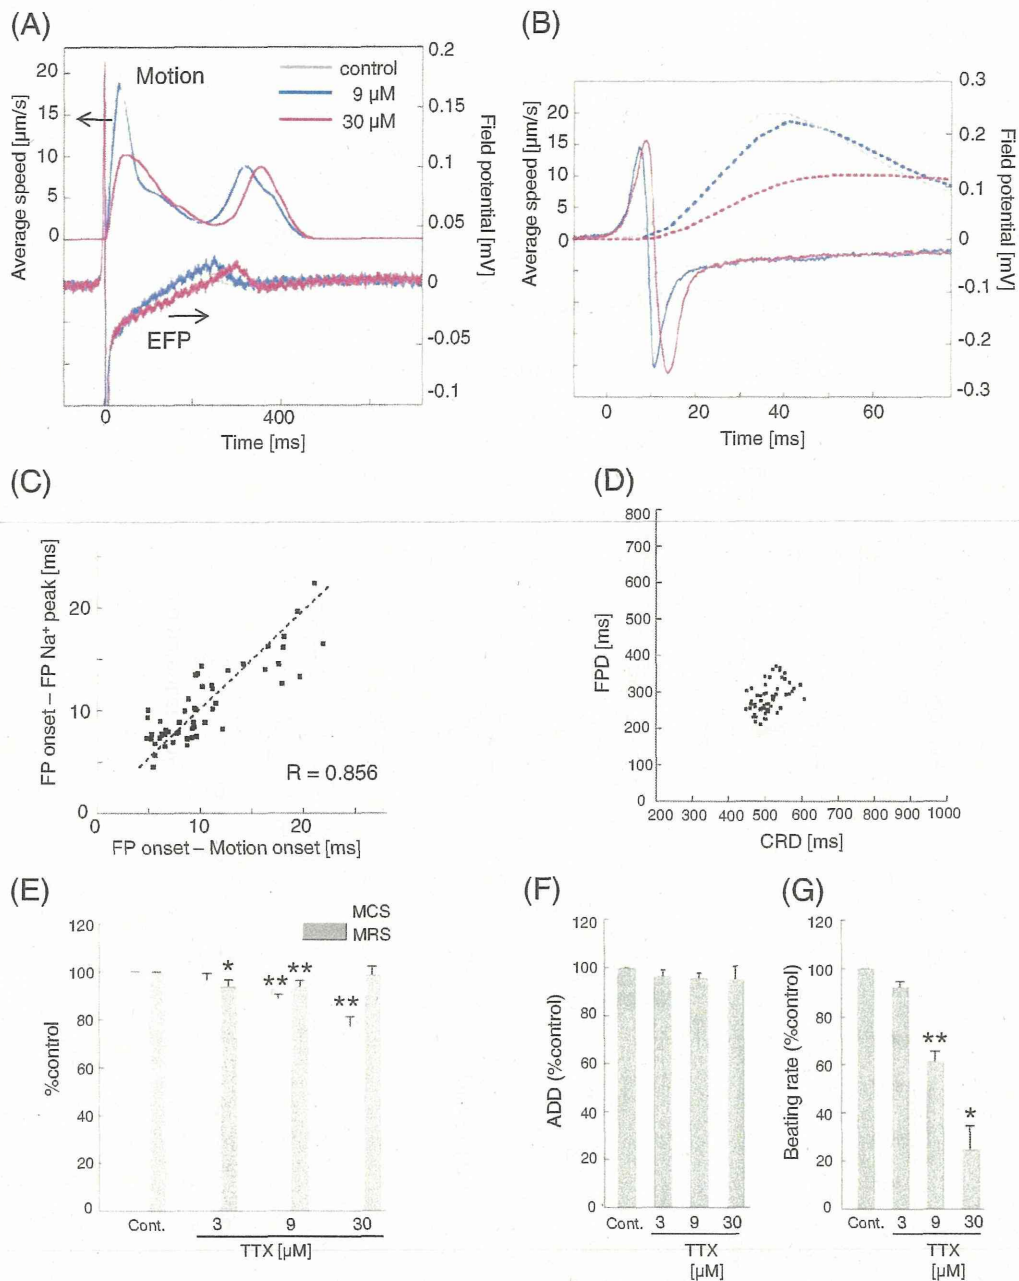 (A)
Motion
control
9 µM
30 µM
EFP
Average speed [µm/s]
20
15
10
5
0
Field potential [mV]
0.2
0.15
0.1
0.05
0
-0.05
-0.1
0
400
Time [ms]
(B)
Average speed [µm/s]
20
15
10
5
0
Field potential [mV]
0.3
0.2
0.1
0
-0.1
-0.2
-0.3
0
20
40
60
Time [ms]
(C)
FP onset – FP Na⁺ peak [ms]
20
10
0
R = 0.856
0
10
20
FP onset – Motion onset [ms]
(D)
FPD [ms]
800
700
600
500
400
300
200
100
0
200 300 400 500 600 700 800 900 1000
CRD [ms]
(E)
MCS
MRS
%control
120
100
80
60
40
20
0
*
**
**
**
Cont.
3
9
30
TTX [µM]
(F)
ADD (%control)
120
100
80
60
40
20
0
Cont. 3 9 30
TTX
[µM]
(G)
Beating rate (%control)
120
100
80
60
40
20
0
**
*
Cont. 3 9 30
TTX
[µM]